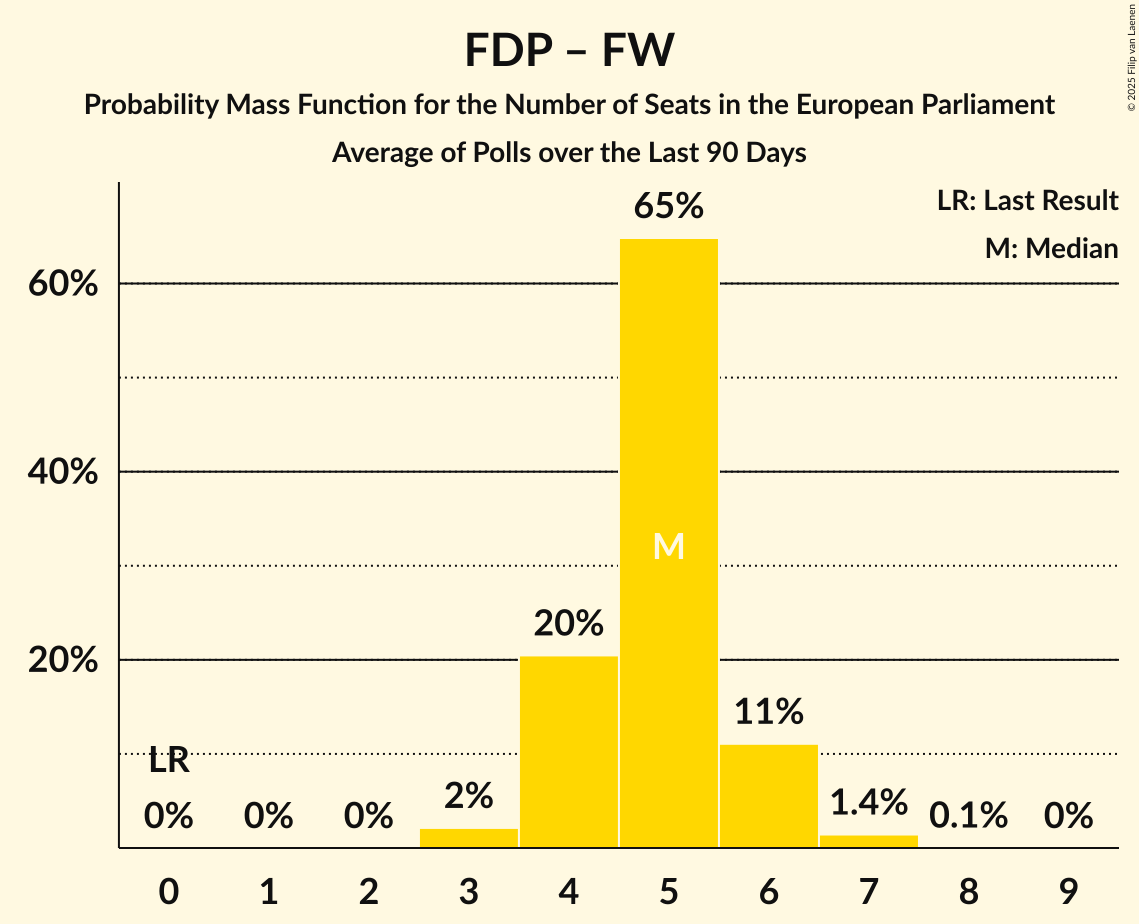 FDP – FW
Probability Mass Function for the Number of Seats in the European Parliament
Average of Polls over the Last 90 Days
© 2025 Filip van Laenen
LR: Last Result
M: Median
65%
60%
40%
M
20%
20%
11%
LR
2%
1.4%
0%
0%
0%
0.1%
0%
0 1 2 3 4 5 6 7 8 9